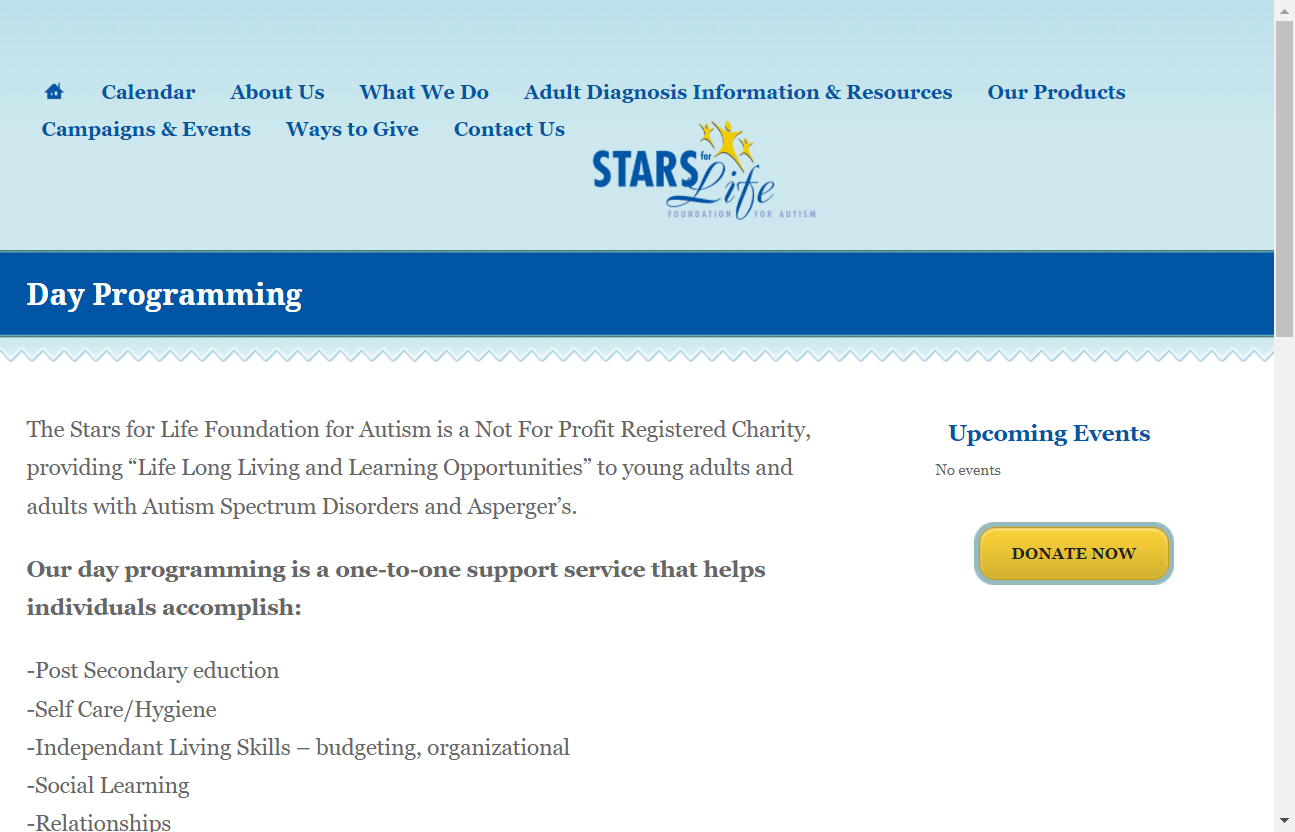 Calendar About Us What We Do Adult Diagnosis Information & Resources Our Products
Campaigns & Events Ways to Give Contact Us
STARS for Life
FOUNDATION FOR AUTISM
Day Programming
The Stars for Life Foundation for Autism is a Not For Profit Registered Charity,
providing “Life Long Living and Learning Opportunities” to young adults and
adults with Autism Spectrum Disorders and Asperger’s.
Our day programming is a one-to-one support service that helps
individuals accomplish:
-Post Secondary eduction
-Self Care/Hygiene
-Independant Living Skills – budgeting, organizational
-Social Learning
-Relationships
Upcoming Events
No events
DONATE NOW